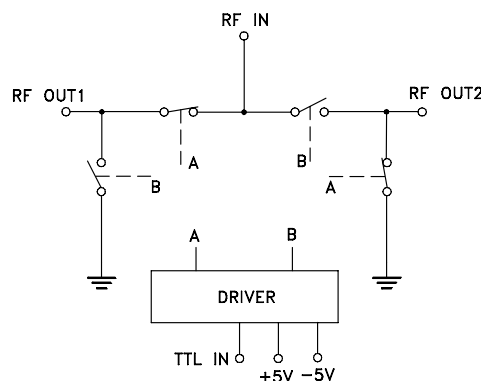 RF IN
RF OUT1
RF OUT2
A
B
B
A
A
B
DRIVER
TTL IN
+5V
-5V